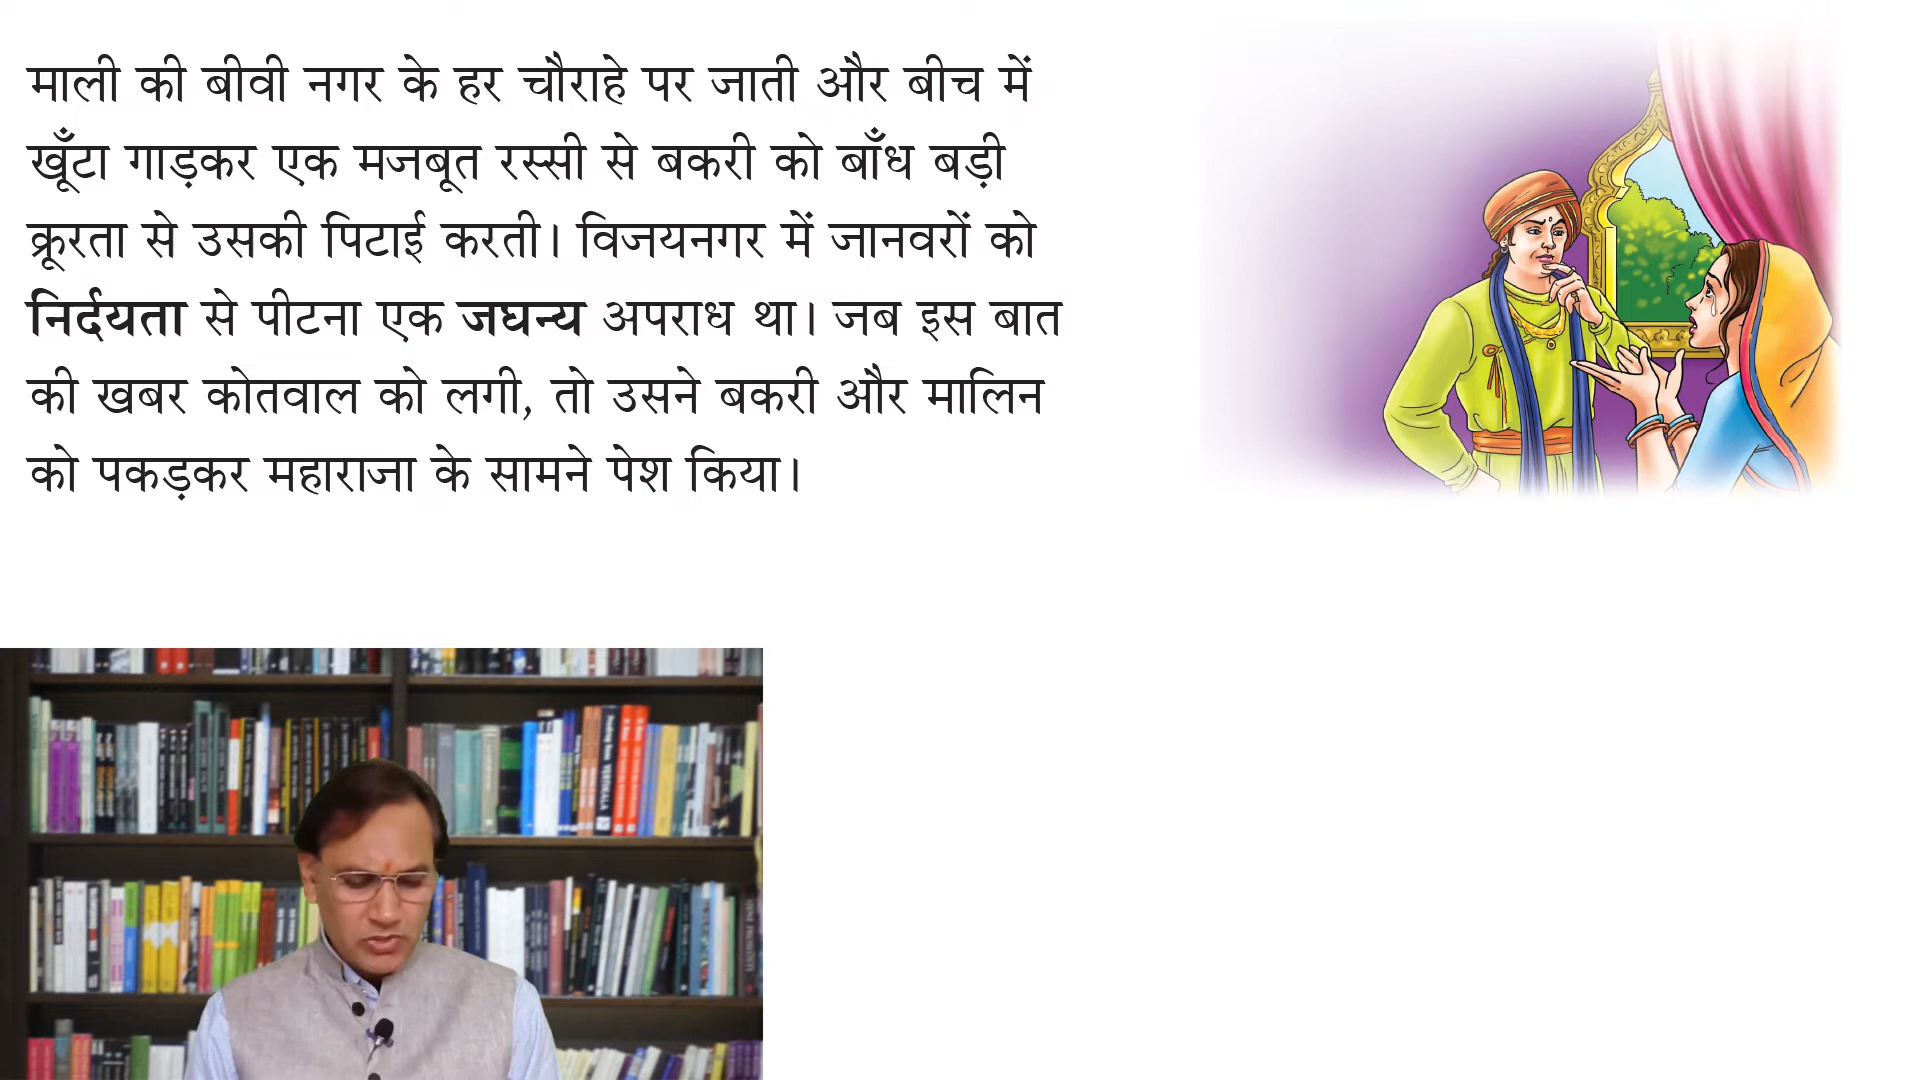 माली की बीवी नगर के हर चौराहे पर जाती और बीच में
खूँटा गाड़कर एक मजबूत रस्सी से बकरी को बाँध बड़ी
क्रूरता से उसकी पिटाई करती। विजयनगर में जानवरों को
निर्दयता से पीटना एक जघन्य अपराध था। जब इस बात
की खबर कोतवाल को लगी, तो उसने बकरी और मालिन
को पकड़कर महाराजा के सामने पेश किया।